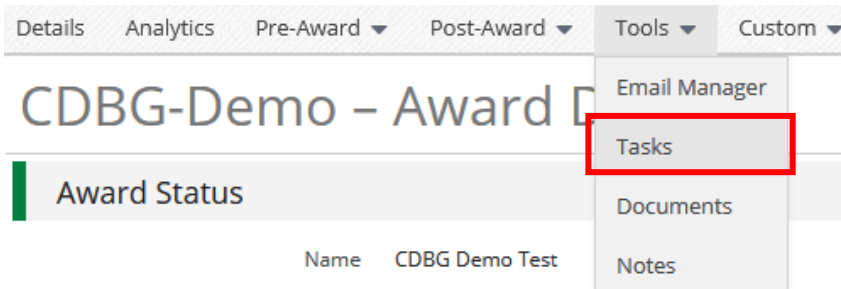 Details Analytics Pre-Award Post-Award Tools Custom
Email Manager
CDBG-Demo – Award
Tasks
Award Status
Documents
Name CDBG Demo Test
Notes